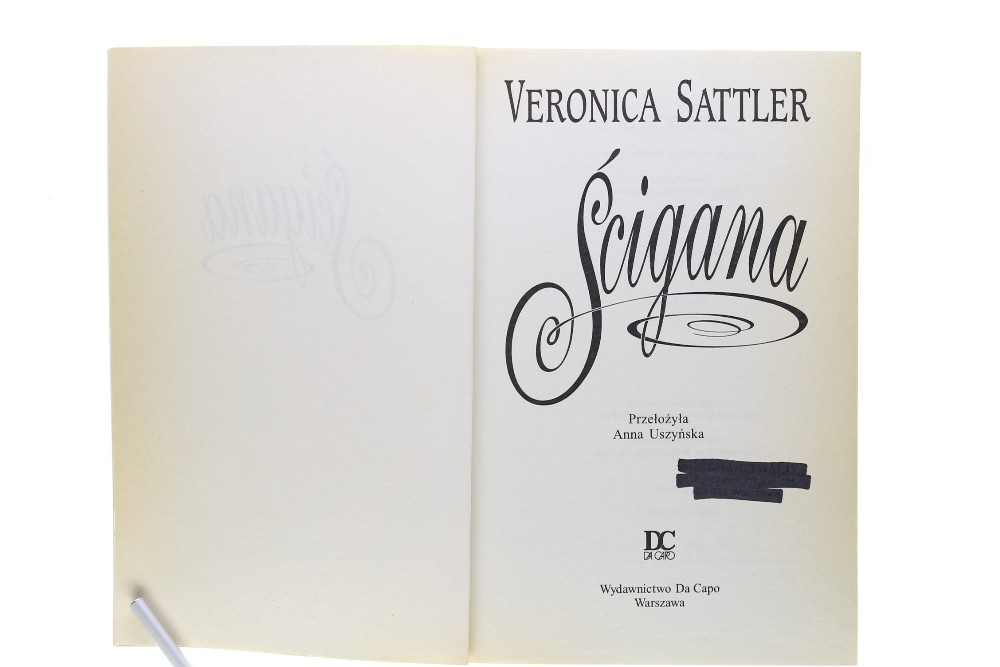 VERONICA SATTLER
Ścigana
Przełożyła
Anna Uszyńska
DC
DA CAPO
Wydawnictwo Da Capo
Warszawa